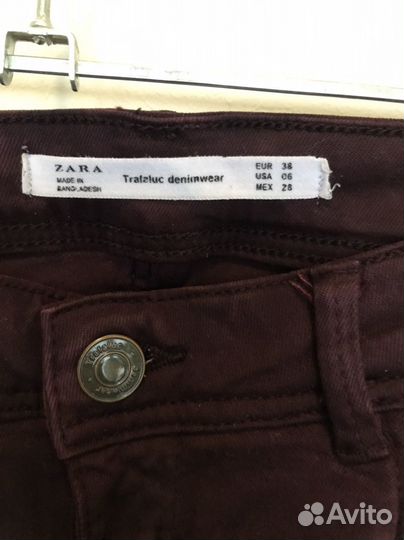 ZARA
MADE IN
BANGLADESH
Trafaluc denimwear
EUR 38
USA 06
MEX 28
Avito